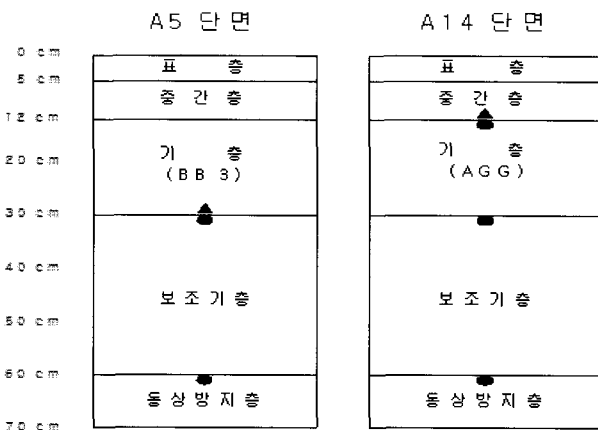 A5 단면
A14 단면
0 cm
표 층
표 층
5 cm
중 간 층
중 간 층
12 cm
기 층
(BB 3)
기 층
(AGG)
20 cm
30 cm
40 cm
보 조 기 층
보 조 기 층
50 cm
60 cm
동 상 방 지 층
동 상 방 지 층
70 cm